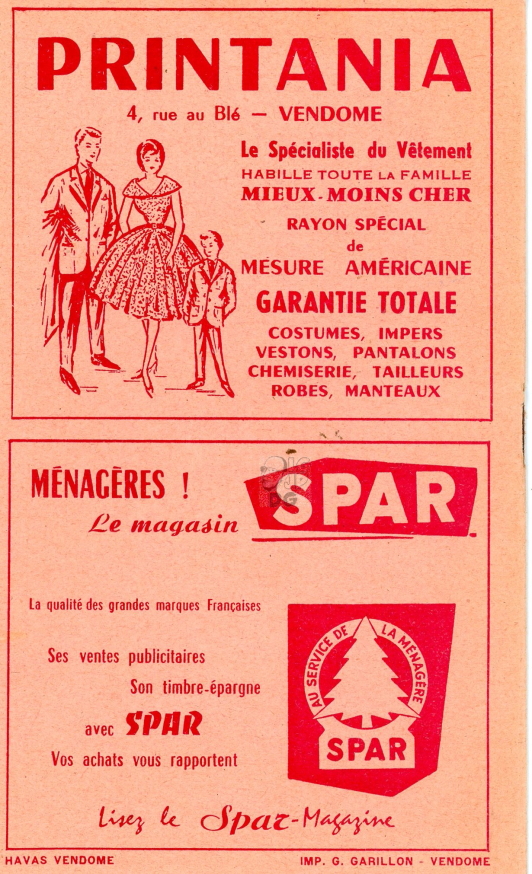 PRINTANIA
4, rue au Blé — VENDOME
Le Spécialiste du Vêtement
HABILLE TOUTE LA FAMILLE
MIEUX-MOINS CHER
RAYON SPÉCIAL
de
MESURE AMÉRICAINE
GARANTIE TOTALE
COSTUMES, IMPERS
VESTONS, PANTALONS
CHEMISERIE, TAILLEURS
ROBES, MANTEAUX
MÉNAGÈRES !
Le magasin SPAR
La qualité des grandes marques Françaises
Ses ventes publicitaires
Son timbre-épargne
avec SPAR
Vos achats vous rapportent
AU SERVICE DE LA MÉNAGÈRE
SPAR
Lisez le Spar-Magazine
HAVAS VENDOME
IMP. G. GARILLON - VENDOME